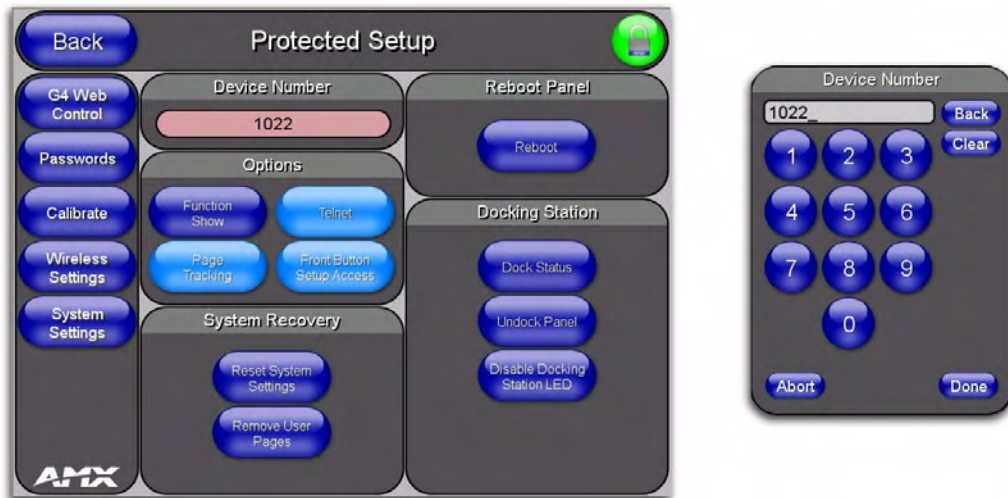 Back
Protected Setup
G4 Web
Control
Passwords
Calibrate
Wireless
Settings
System
Settings
AMX
Device Number
1022
Options
Function
Show
Telnet
Page
Tracking
Front Button
Setup Access
System Recovery
Reset System
Settings
Remove User
Pages
Reboot Panel
Reboot
Docking Station
Dock Status
Undock Panel
Disable Docking
Station LED
Device Number
1022_
Back
Clear
1 2 3
4 5 6
7 8 9
0
Abort
Done